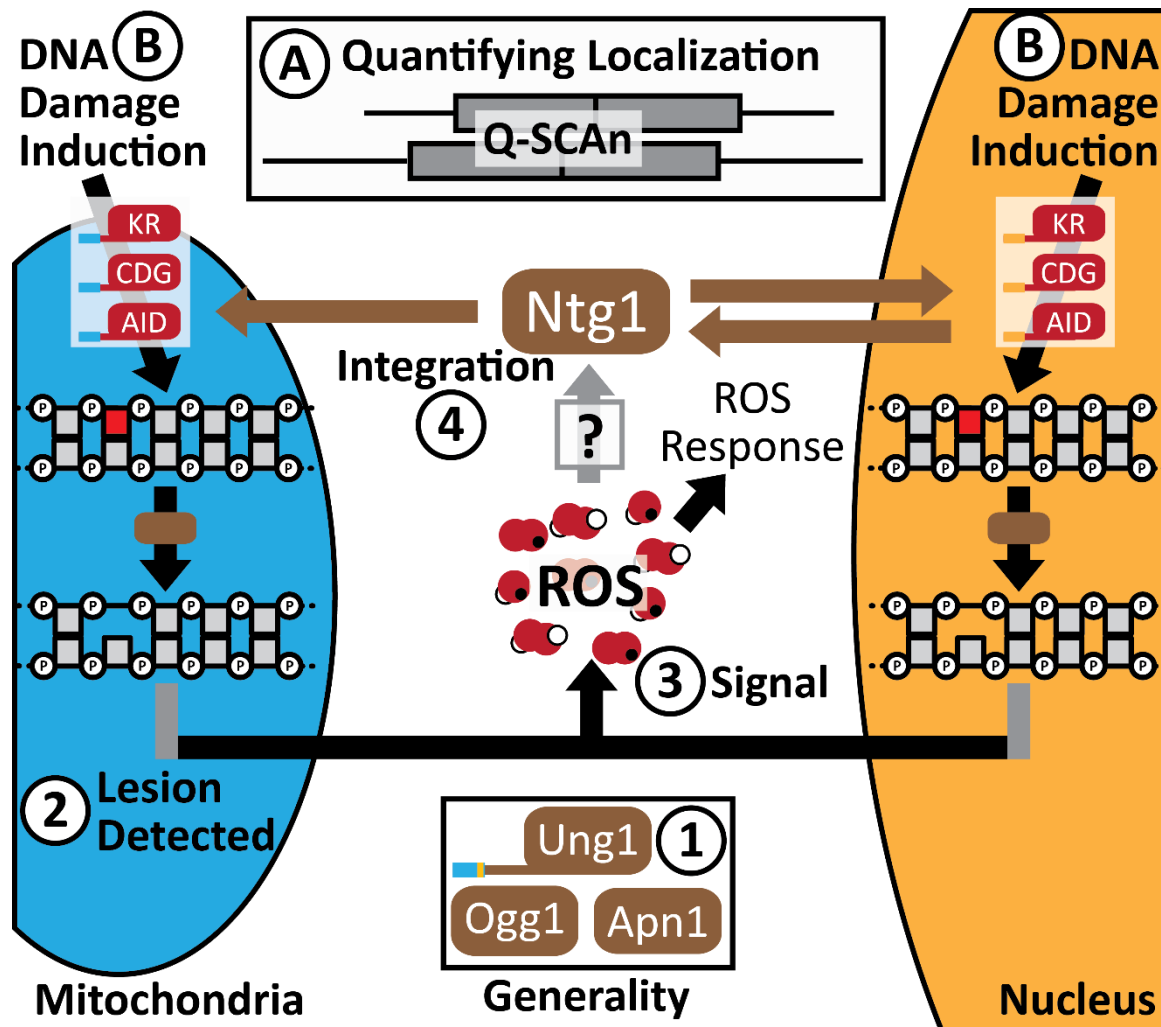 DNA B
Damage
Induction
A Quantifying Localization
Q-SCAn
B DNA
Damage
Induction
KR
CDG
AID
KR
CDG
AID
Ntg1
Integration
4
?
ROS
Response
P P P P P P
P P P P P P
P P P P P P
P P P P P P
ROS
P P P P P P
P P P P P P
P P P P P P
P P P P P P
3 Signal
2 Lesion
Detected
Ung1 1
Ogg1 Apn1
Generality
Mitochondria
Nucleus